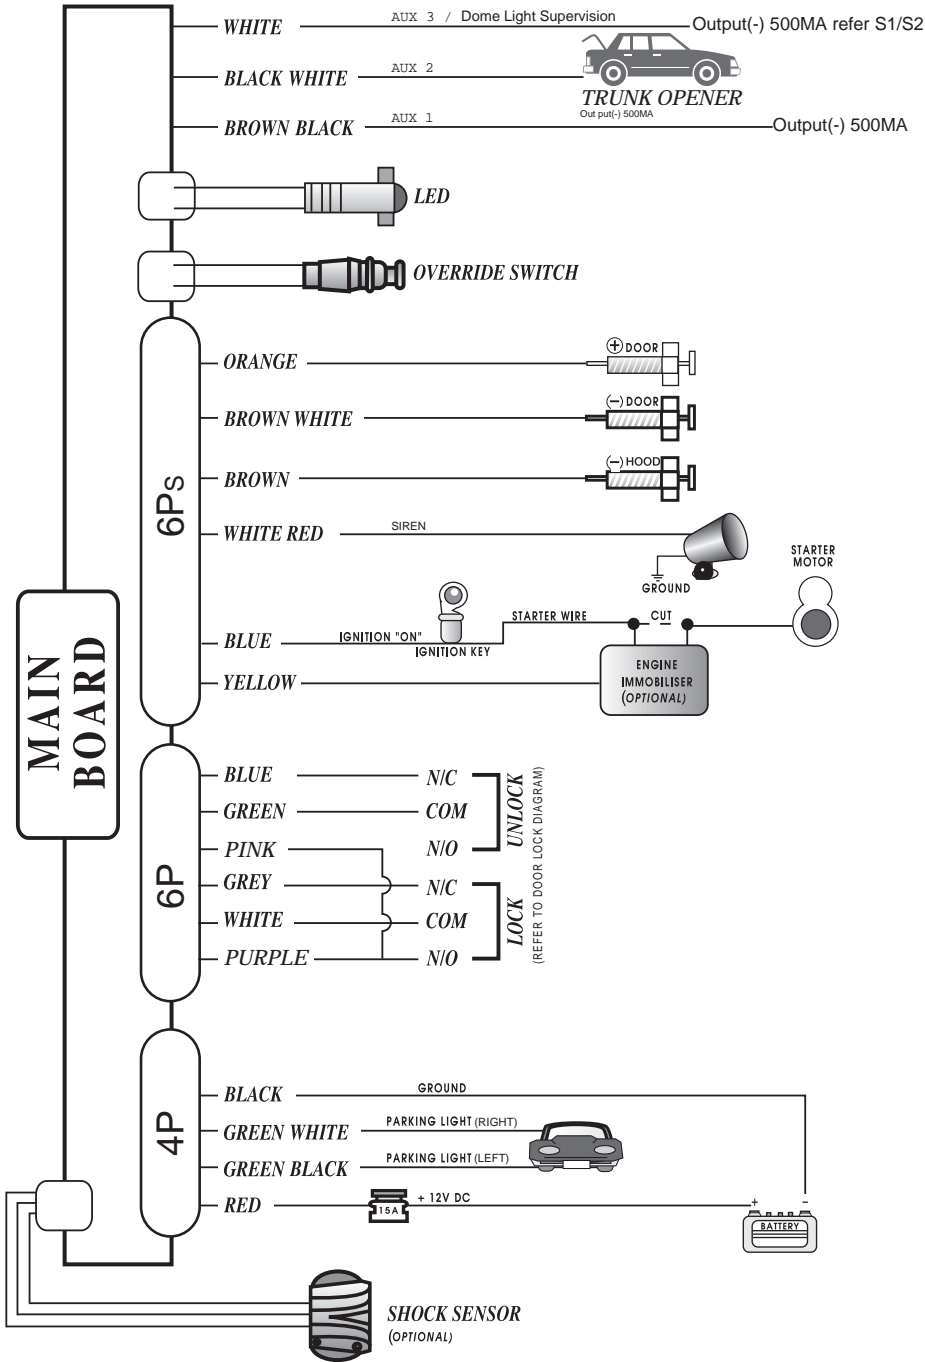 WHITE AUX 3 / Dome Light Supervision Output(-) 500MA refer S1/S2
BLACK WHITE AUX 2
TRUNK OPENER
Out put(-) 500MA
BROWN BLACK AUX 1 Output(-) 500MA
LED
OVERRIDE SWITCH
6PS
ORANGE (+) DOOR
BROWN WHITE (-) DOOR
BROWN (-) HOOD
WHITE RED SIREN
GROUND
STARTER
MOTOR
BLUE IGNITION "ON"
IGNITION KEY
STARTER WIRE CUT
YELLOW
ENGINE
IMMOBILISER
(OPTIONAL)
MAIN
BOARD
6P
BLUE N/C
GREEN COM
PINK N/O
UNLOCK
GREY N/C
WHITE COM
PURPLE N/O
LOCK
(REFER TO DOOR LOCK DIAGRAM)
4P
BLACK GROUND
GREEN WHITE PARKING LIGHT (RIGHT)
GREEN BLACK PARKING LIGHT (LEFT)
RED 15A + 12V DC
+ -
BATTERY
SHOCK SENSOR
(OPTIONAL)